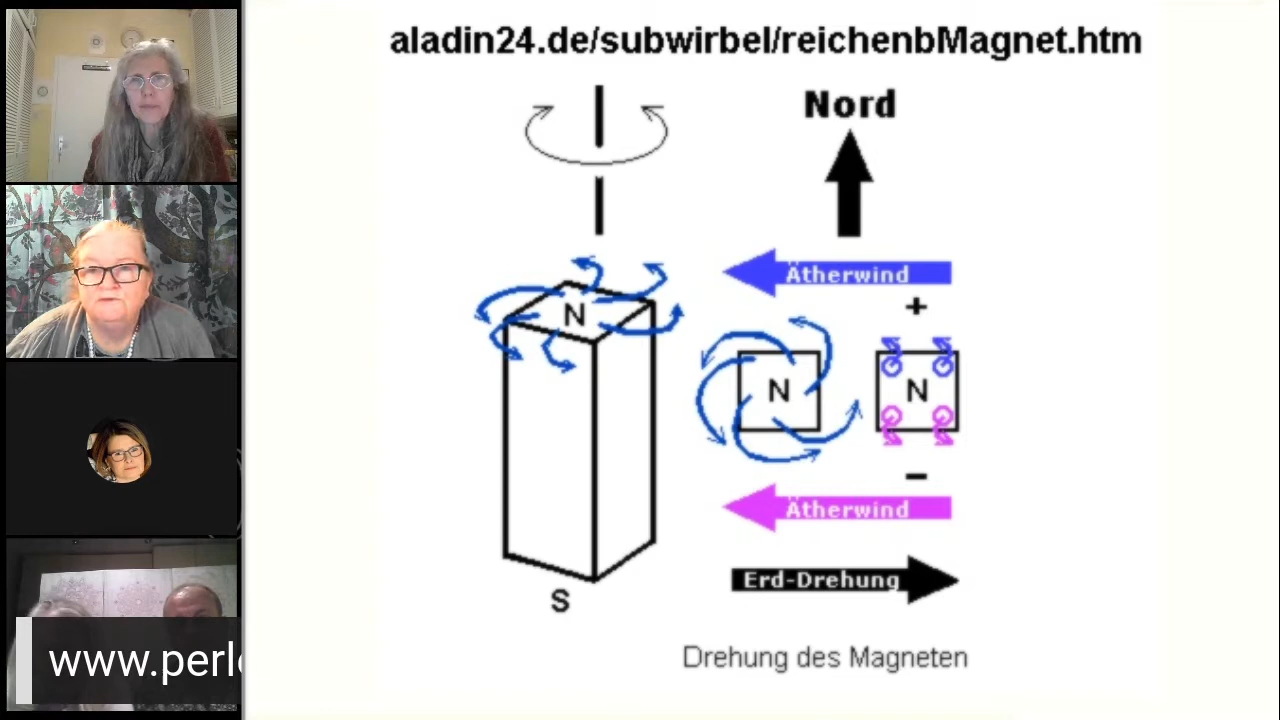 aladin24.de/subwirbel/reichenbMagnet.htm
Nord
Ätherwind
+
N
N
N
−
Ätherwind
Erd-Drehung
S
Drehung des Magneten
www.perl